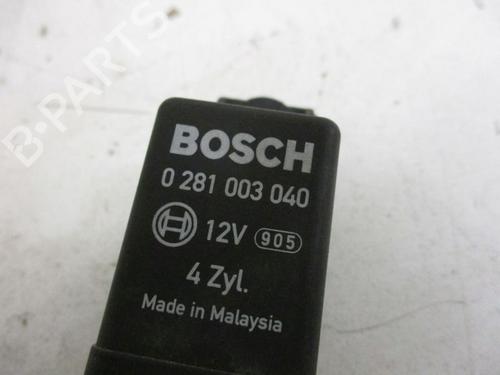 B-PARTS
BOSCH
0 281 003 040
12V 905
4 Zyl.
Made in Malaysia